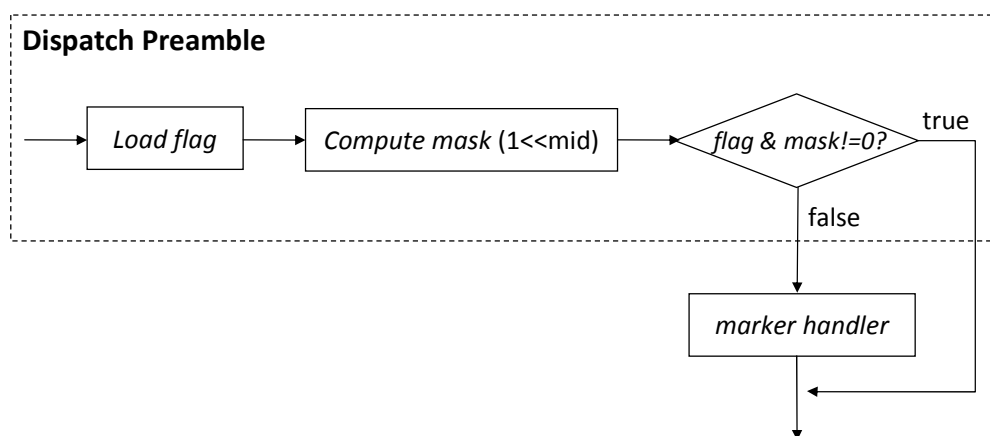 Dispatch Preamble
Load flag
Compute mask (1<<mid)
flag & mask!=0?
true
false
marker handler